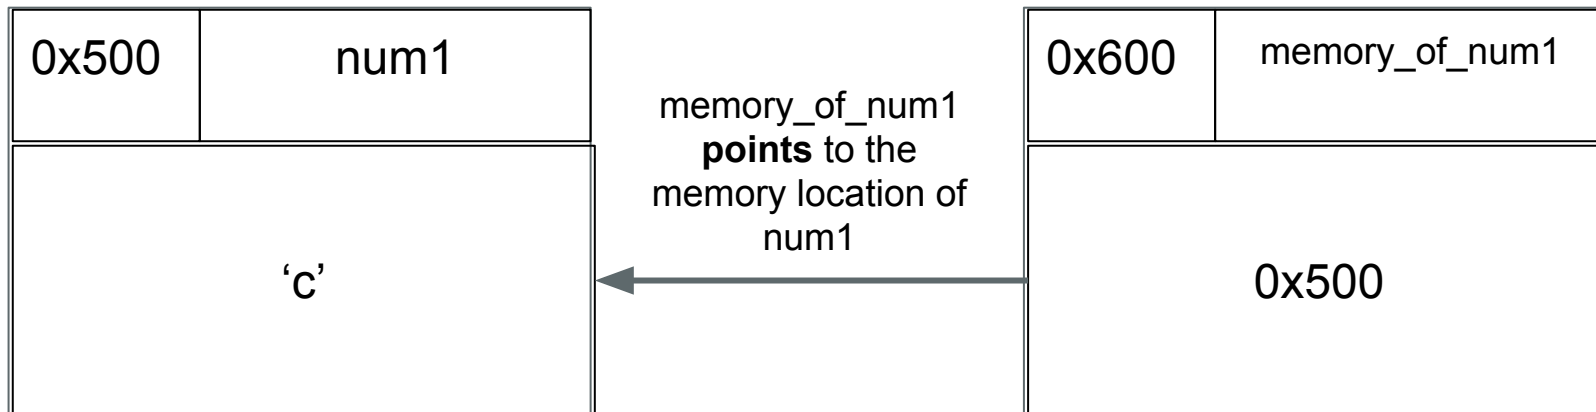 0x500 num1
memory_of_num1
points to the
memory location of
num1
0x600 memory_of_num1
‘c’
0x500